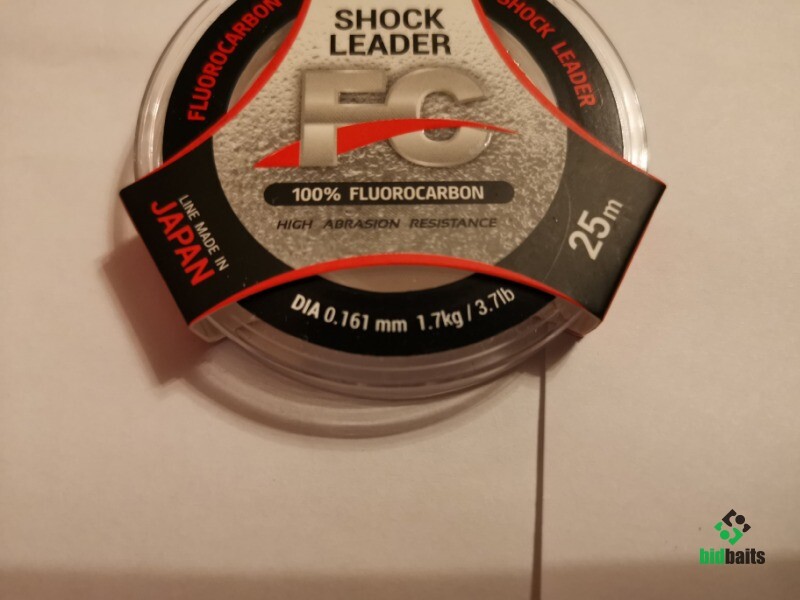 FLUOROCARBON
SHOCK LEADER
SHOCK
LEADER
FC
100% FLUOROCARBON
HIGH ABRASION RESISTANCE
LINE MADE IN
JAPAN
25m
DIA 0.161 mm 1.7kg / 3.7lb
bidbaits